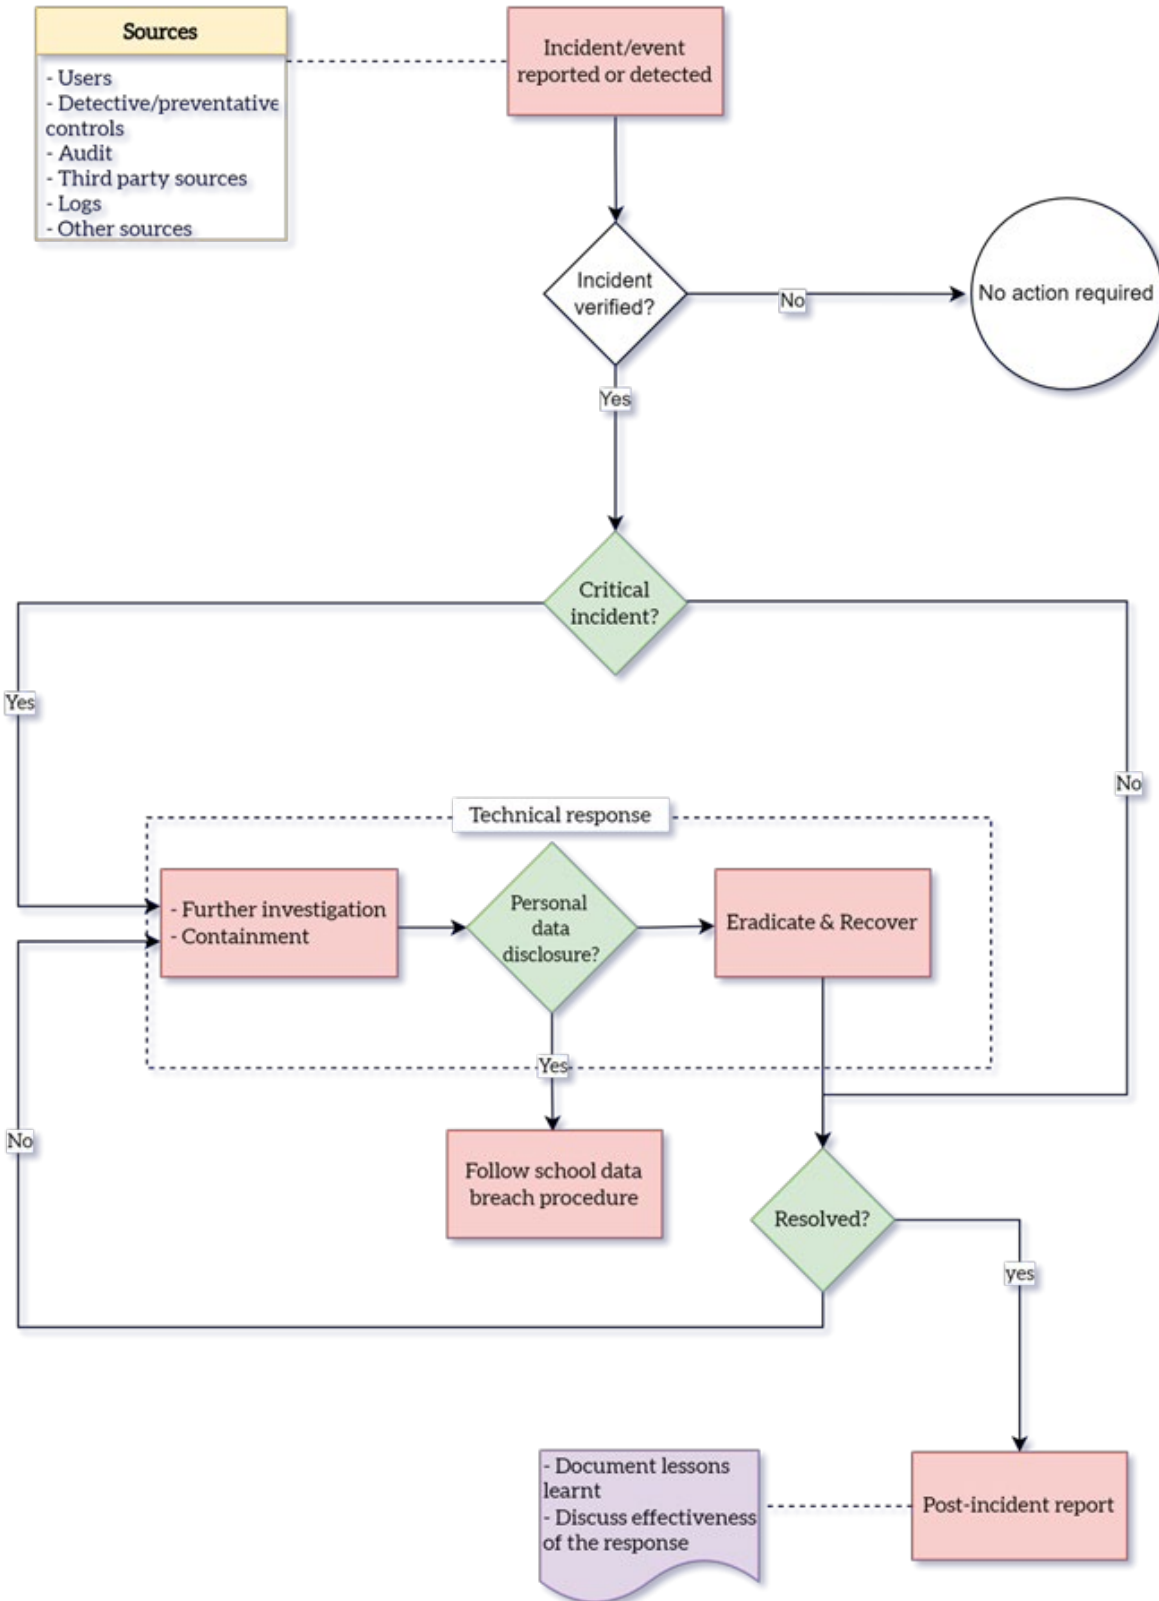 Sources
- Users
- Detective/preventative
controls
- Audit
- Third party sources
- Logs
- Other sources
Incident/event
reported or detected
Incident
verified?
No
No action required
Yes
Critical
incident?
Yes
No
Technical response
- Further investigation
- Containment
Personal
data
disclosure?
Eradicate & Recover
Yes
No
Follow school data
breach procedure
Resolved?
yes
- Document lessons
learnt
- Discuss effectiveness
of the response
Post-incident report